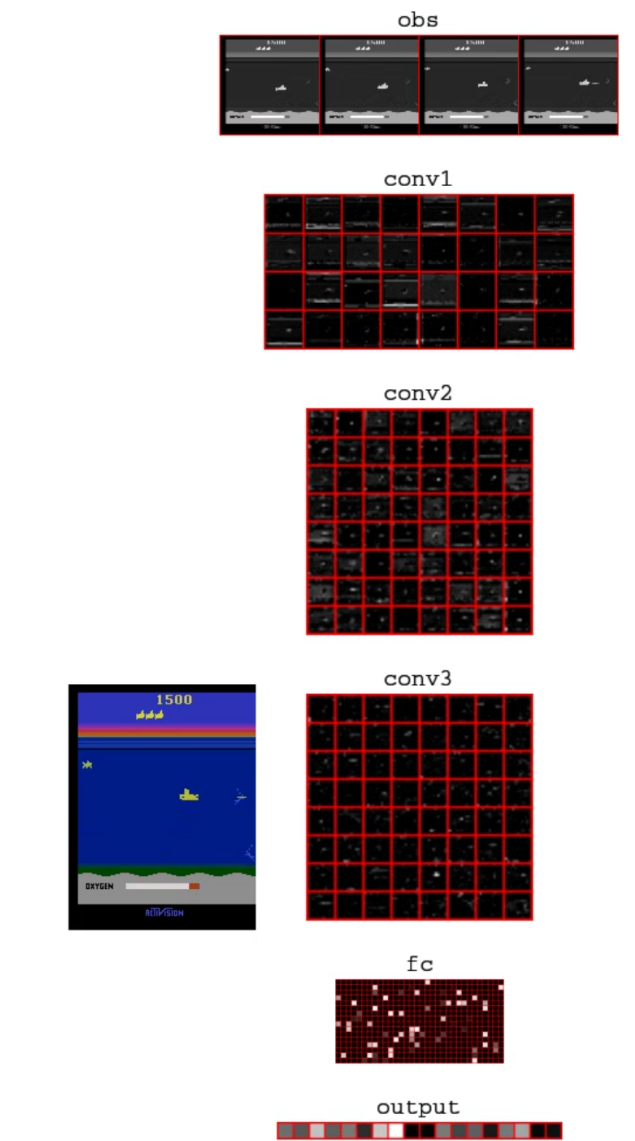 obs
conv1
conv2
conv3
1500
OXYGEN
ACTIVISION
fc
output